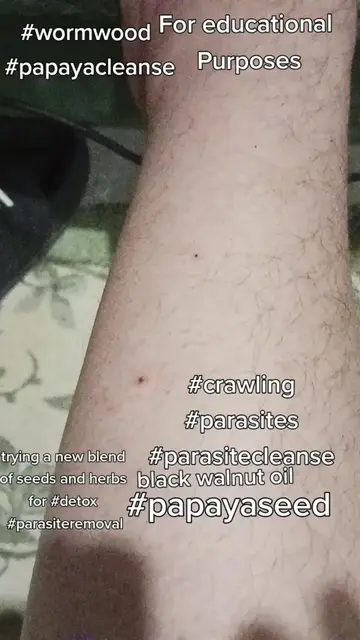 #wormwood
For educational
Purposes
#papayacleanse
#crawling
#parasites
#parasitecleanse
black walnut oil
#papayaseed
trying a new blend
of seeds and herbs
for #detox
#parasiteremoval